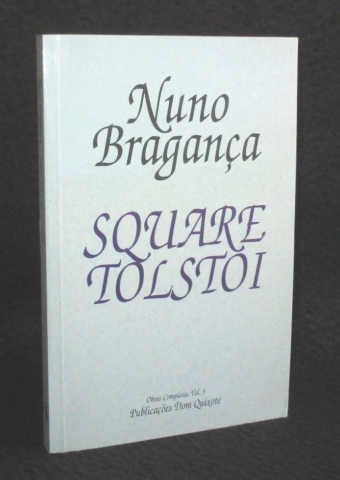 Nuno
Bragança
SQUARE
TOLSTOI
Obras Completas Vol. 3
Publicações Dom Quixote